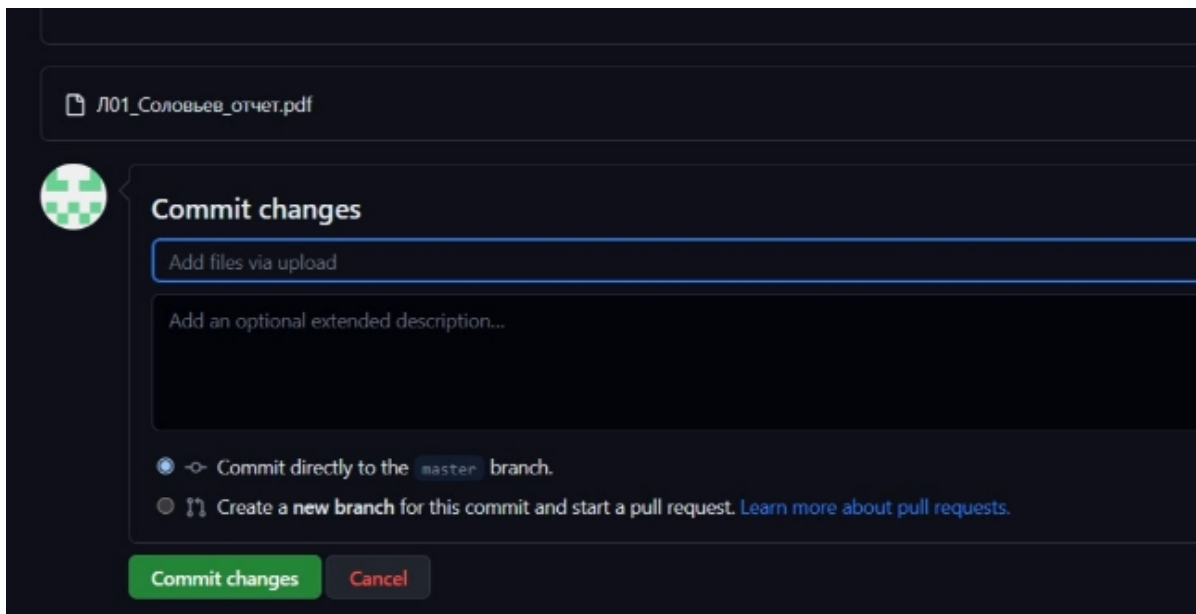 Л01_Соловьев_отчет.pdf
Commit changes
Add files via upload
Add an optional extended description...
Commit directly to the master branch.
Create a new branch for this commit and start a pull request. Learn more about pull requests.
Commit changes Cancel